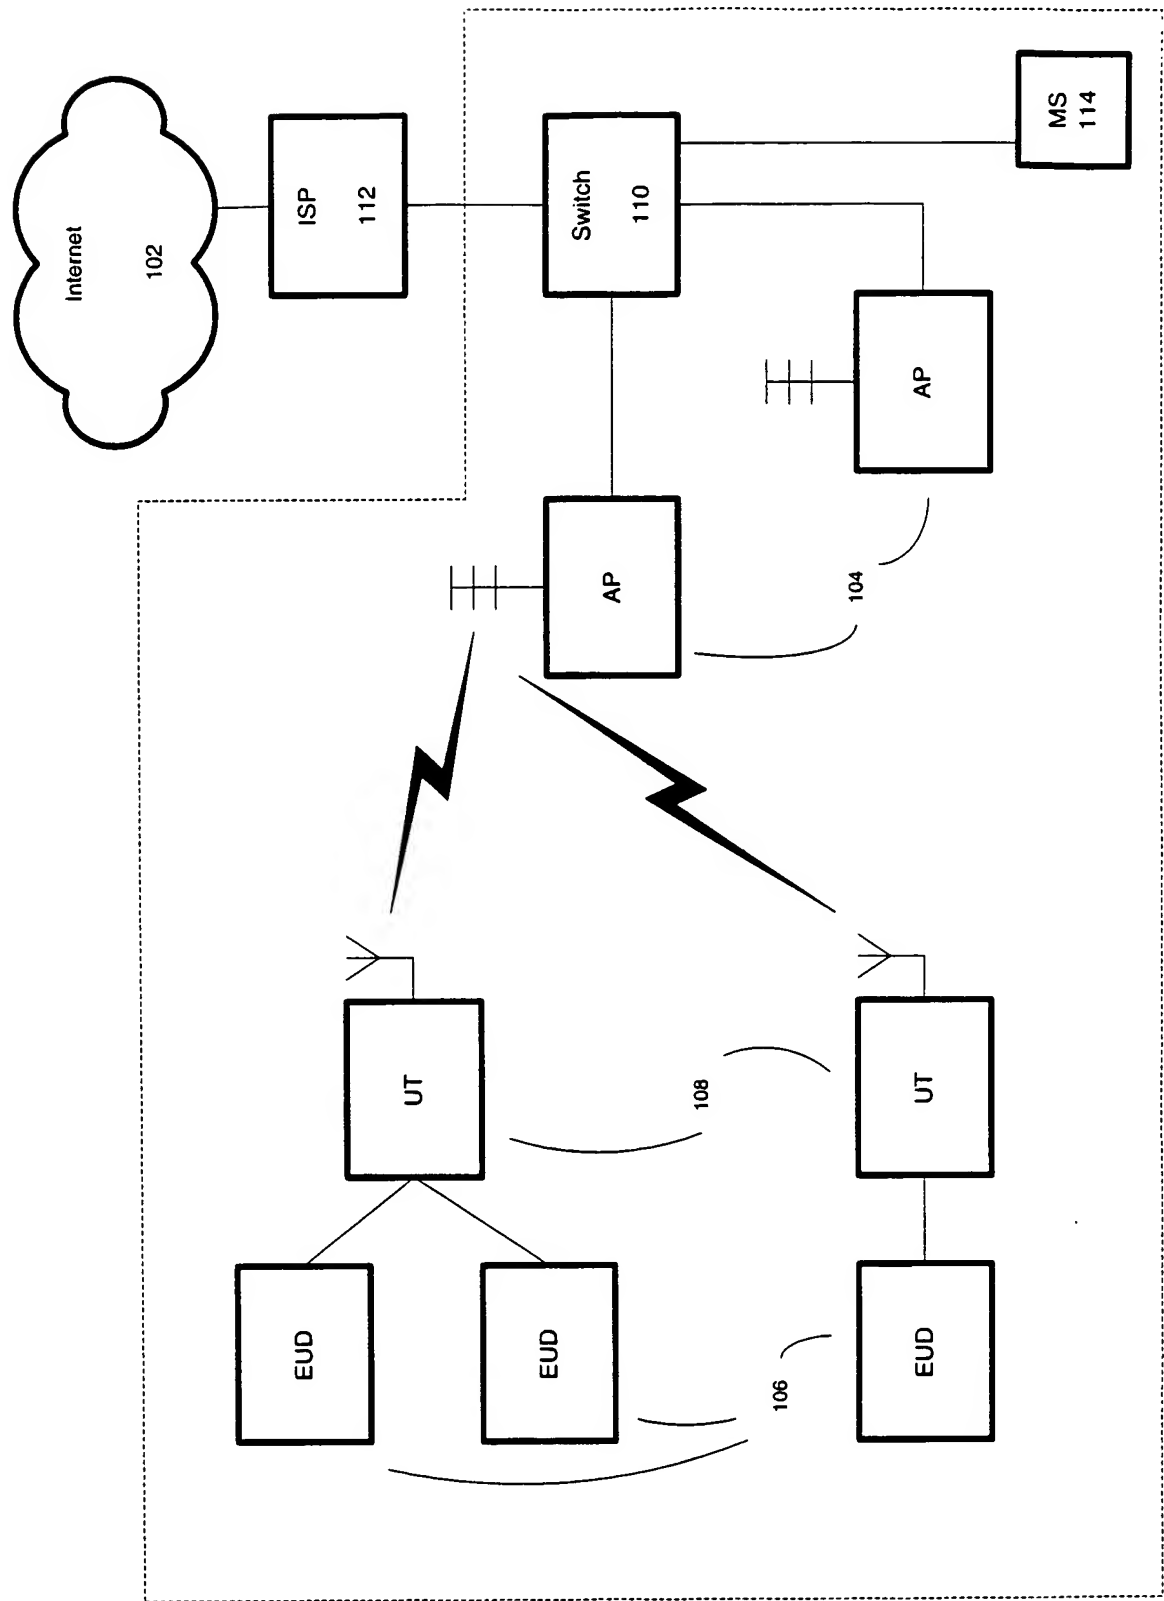 Internet
102
ISP
112
Switch
110
MS
114
AP
AP
104
UT
UT
108
EUD
EUD
EUD
106